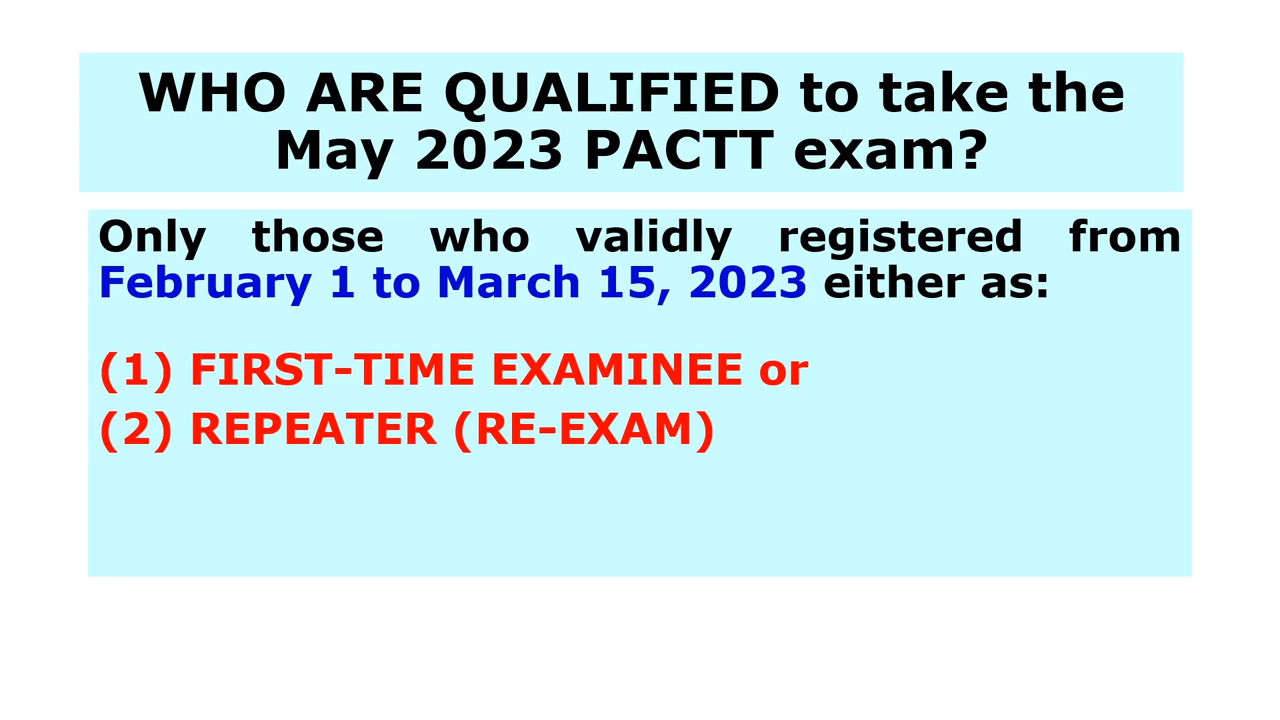 WHO ARE QUALIFIED to take the
May 2023 PACTT exam?
Only those who validly registered from
February 1 to March 15, 2023 either as:
(1) FIRST-TIME EXAMINEE or
(2) REPEATER (RE-EXAM)